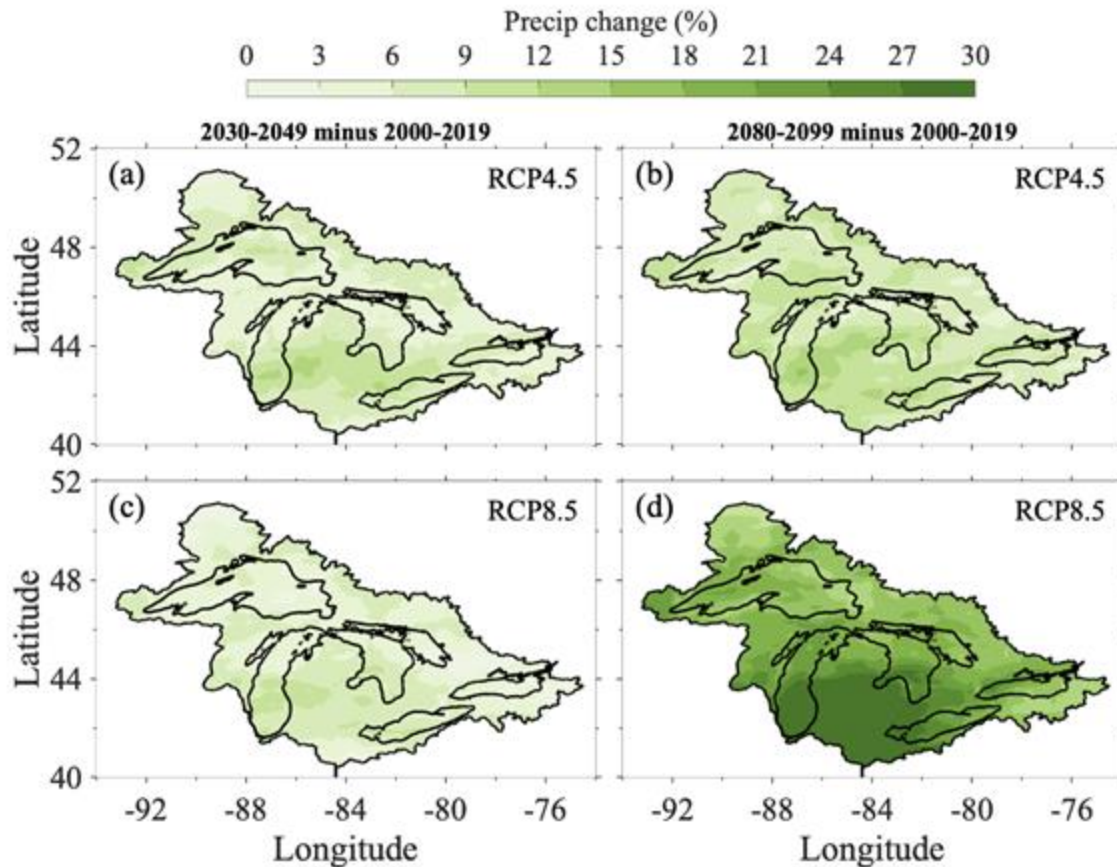 Precip change (%)
0 3 6 9 12 15 18 21 24 27 30
2030-2049 minus 2000-2019 2080-2099 minus 2000-2019
52
(a) RCP4.5 (b) RCP4.5
48
Latitude
44
40
52
(c) RCP8.5 (d) RCP8.5
48
Latitude
44
40
-92 -88 -84 -80 -76 -92 -88 -84 -80 -76
Longitude Longitude